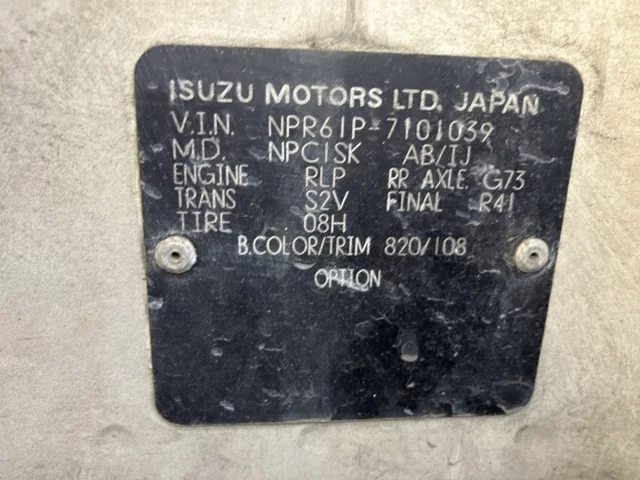 ISUZU MOTORS LTD. JAPAN
V.I.N. NPR61P-7101039
M.D. NPC1SK AB/IJ
ENGINE RLP RR AXLE G73
TRANS S2V FINAL R41
TIRE 08H
B.COLOR/TRIM 820/108
OPTION